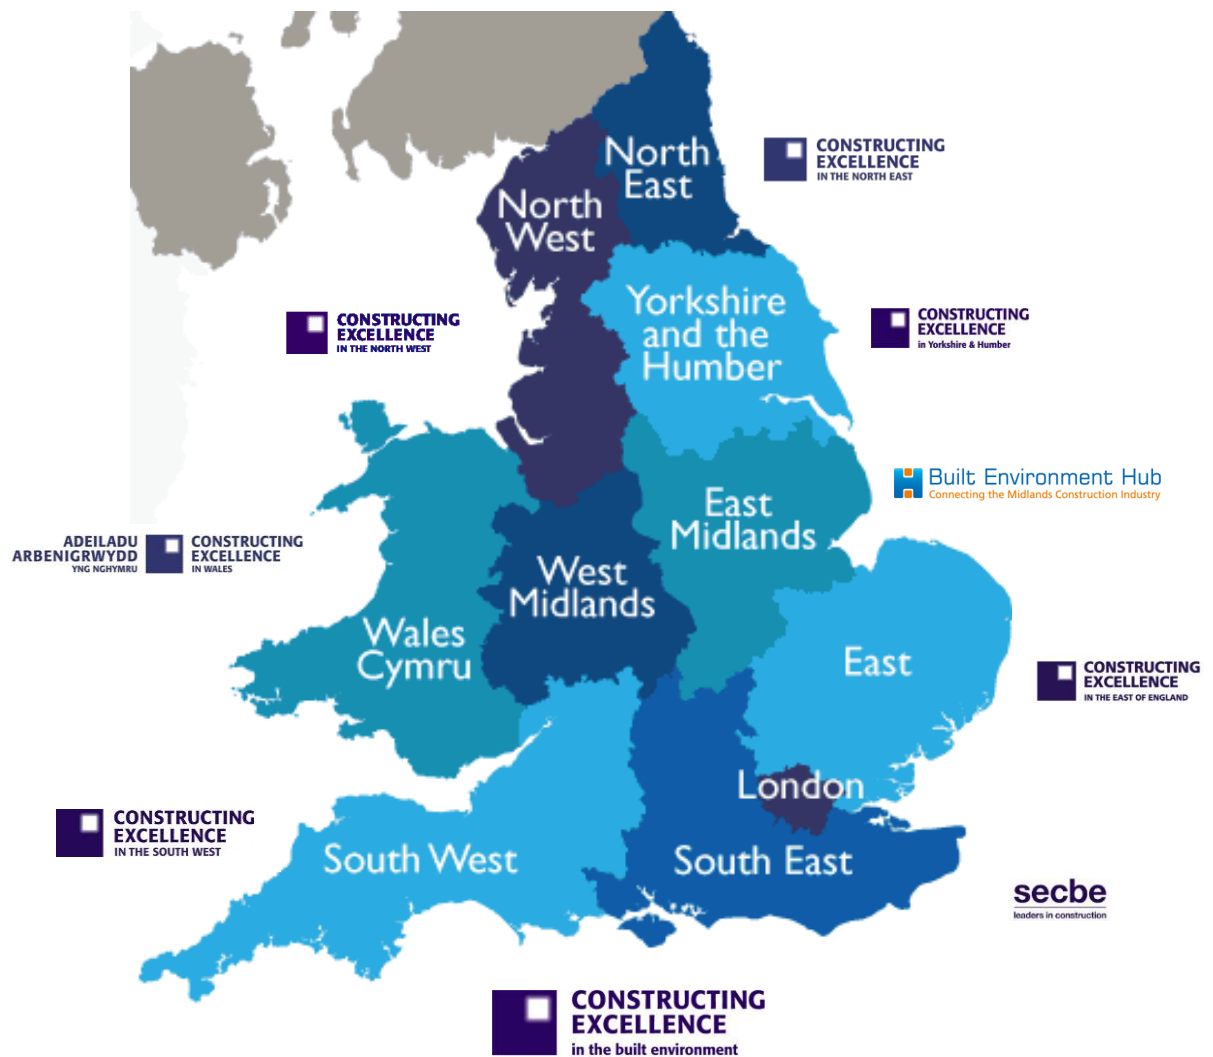 North
East
CONSTRUCTING
EXCELLENCE
IN THE NORTH EAST
North
West
Yorkshire
and the
Humber
CONSTRUCTING
EXCELLENCE
IN THE NORTH WEST
CONSTRUCTING
EXCELLENCE
in Yorkshire & Humber
Built Environment Hub
Connecting the Midlands Construction Industry
East
Midlands
ADEILADU
ARBENIGRWYDD
YNG NGHYMRU
CONSTRUCTING
EXCELLENCE
IN WALES
West
Midlands
Wales
Cymru
East
CONSTRUCTING
EXCELLENCE
IN THE EAST OF ENGLAND
London
CONSTRUCTING
EXCELLENCE
IN THE SOUTH WEST
South West
South East
secbe
leaders in construction
CONSTRUCTING
EXCELLENCE
in the built environment